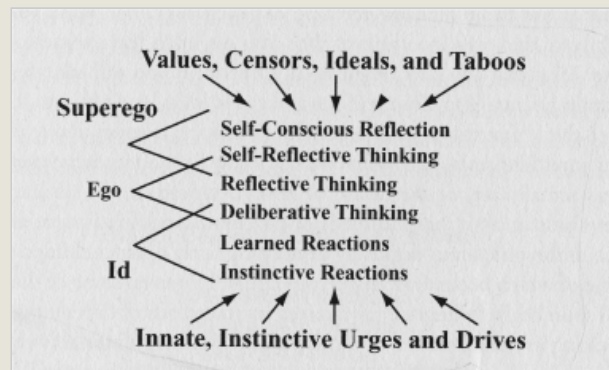 Values, Censors, Ideals, and Taboos
Superego
Self-Conscious Reflection
Self-Reflective Thinking
Ego
Reflective Thinking
Deliberative Thinking
Learned Reactions
Id
Instinctive Reactions
Innate, Instinctive Urges and Drives